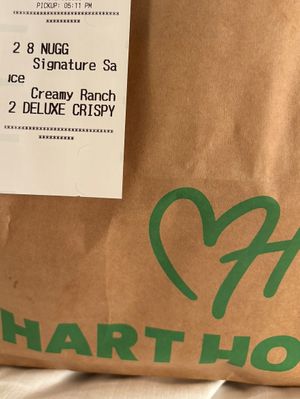 PICKUP: 05:11 PM
2 8 NUGG
Signature Sa
uce
Creamy Ranch
2 DELUXE CRISPY
H
HART HO